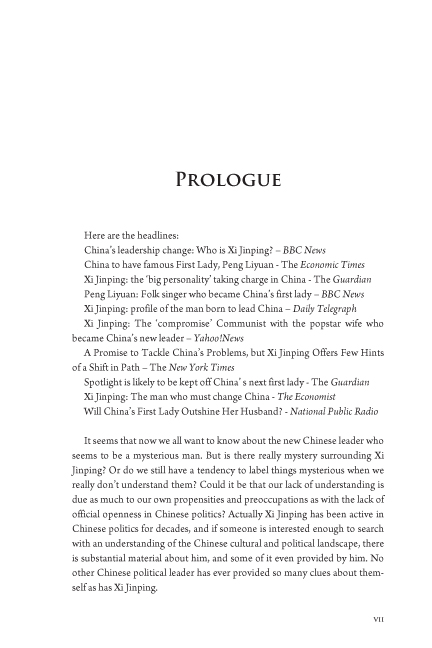 PROLOGUE
Here are the headlines:
China's leadership change: Who is Xi Jinping? – BBC News
China to have famous First Lady, Peng Liyuan - The Economic Times
Xi Jinping: the 'big personality' taking charge in China - The Guardian
Peng Liyuan: Folk singer who became China's first lady – BBC News
Xi Jinping: profile of the man born to lead China – Daily Telegraph
Xi Jinping: The 'compromise' Communist with the popstar wife who
became China's new leader – Yahoo!News
A Promise to Tackle China's Problems, but Xi Jinping Offers Few Hints
of a Shift in Path – The New York Times
Spotlight is likely to be kept off China' s next first lady - The Guardian
Xi Jinping: The man who must change China - The Economist
Will China's First Lady Outshine Her Husband? - National Public Radio
It seems that now we all want to know about the new Chinese leader who
seems to be a mysterious man. But is there really mystery surrounding Xi
Jinping? Or do we still have a tendency to label things mysterious when we
really don't understand them? Could it be that our lack of understanding is
due as much to our own propensities and preoccupations as with the lack of
official openness in Chinese politics? Actually Xi Jinping has been active in
Chinese politics for decades, and if someone is interested enough to search
with an understanding of the Chinese cultural and political landscape, there
is substantial material about him, and some of it even provided by him. No
other Chinese political leader has ever provided so many clues about them-
self as has Xi Jinping.
VII